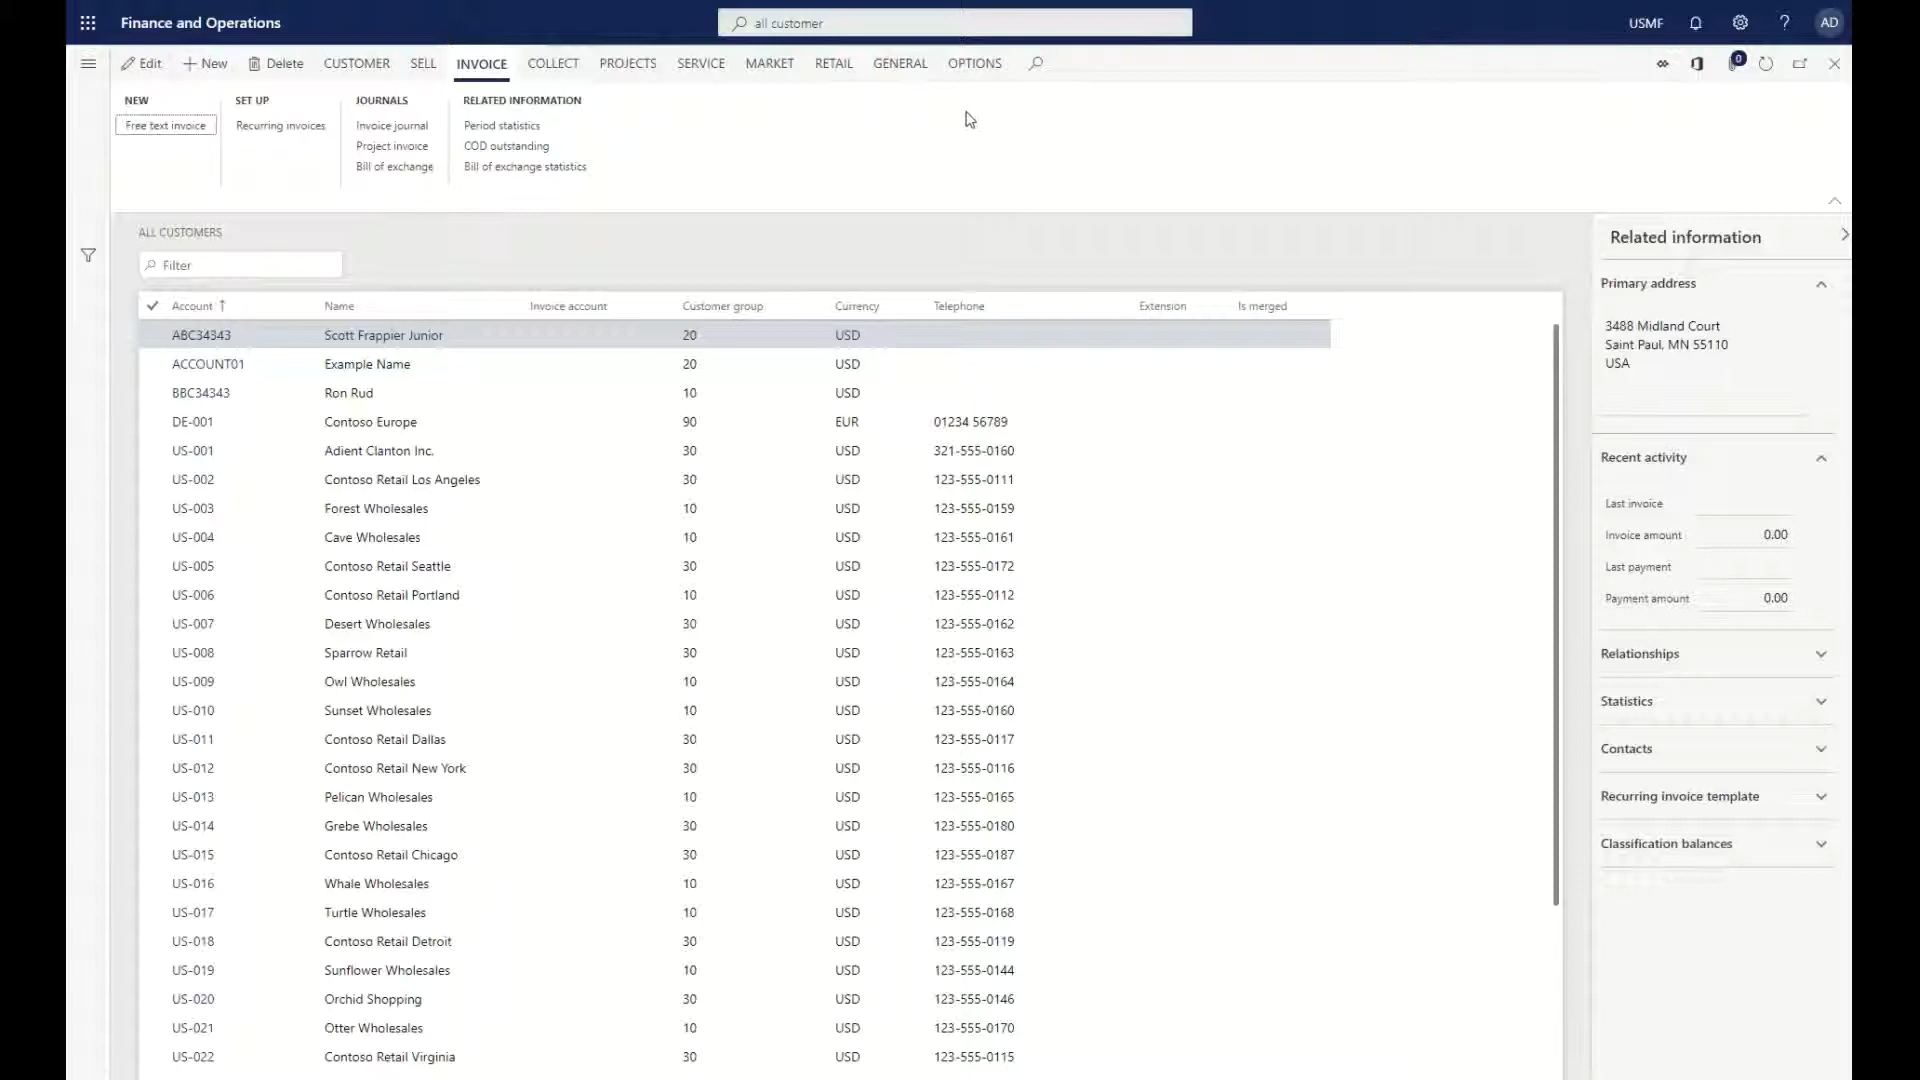 Finance and Operations
all customer
USMF
AD
Edit New Delete CUSTOMER SELL INVOICE COLLECT PROJECTS SERVICE MARKET RETAIL GENERAL OPTIONS
0
NEW SET UP JOURNALS RELATED INFORMATION
Free text invoice Recurring invoices Invoice journal Period statistics
Project invoice COD outstanding
Bill of exchange Bill of exchange statistics
ALL CUSTOMERS
Filter
Account Name Invoice account Customer group Currency Telephone Extension Is merged
ABC34343 Scott Frappier Junior 20 USD
ACCOUNT01 Example Name 20 USD
BBC34343 Ron Rud 10 USD
DE-001 Contoso Europe 90 EUR 01234 56789
US-001 Adient Clanton Inc. 30 USD 321-555-0160
US-002 Contoso Retail Los Angeles 30 USD 123-555-0111
US-003 Forest Wholesales 10 USD 123-555-0159
US-004 Cave Wholesales 10 USD 123-555-0161
US-005 Contoso Retail Seattle 30 USD 123-555-0172
US-006 Contoso Retail Portland 10 USD 123-555-0112
US-007 Desert Wholesales 30 USD 123-555-0162
US-008 Sparrow Retail 30 USD 123-555-0163
US-009 Owl Wholesales 10 USD 123-555-0164
US-010 Sunset Wholesales 10 USD 123-555-0160
US-011 Contoso Retail Dallas 30 USD 123-555-0117
US-012 Contoso Retail New York 30 USD 123-555-0116
US-013 Pelican Wholesales 10 USD 123-555-0165
US-014 Grebe Wholesales 30 USD 123-555-0180
US-015 Contoso Retail Chicago 30 USD 123-555-0187
US-016 Whale Wholesales 10 USD 123-555-0167
US-017 Turtle Wholesales 10 USD 123-555-0168
US-018 Contoso Retail Detroit 30 USD 123-555-0119
US-019 Sunflower Wholesales 10 USD 123-555-0144
US-020 Orchid Shopping 30 USD 123-555-0146
US-021 Otter Wholesales 10 USD 123-555-0170
US-022 Contoso Retail Virginia 30 USD 123-555-0115
Related information
Primary address
3488 Midland Court
Saint Paul, MN 55110
USA
Recent activity
Last invoice
Invoice amount 0.00
Last payment
Payment amount 0.00
Relationships
Statistics
Contacts
Recurring invoice template
Classification balances